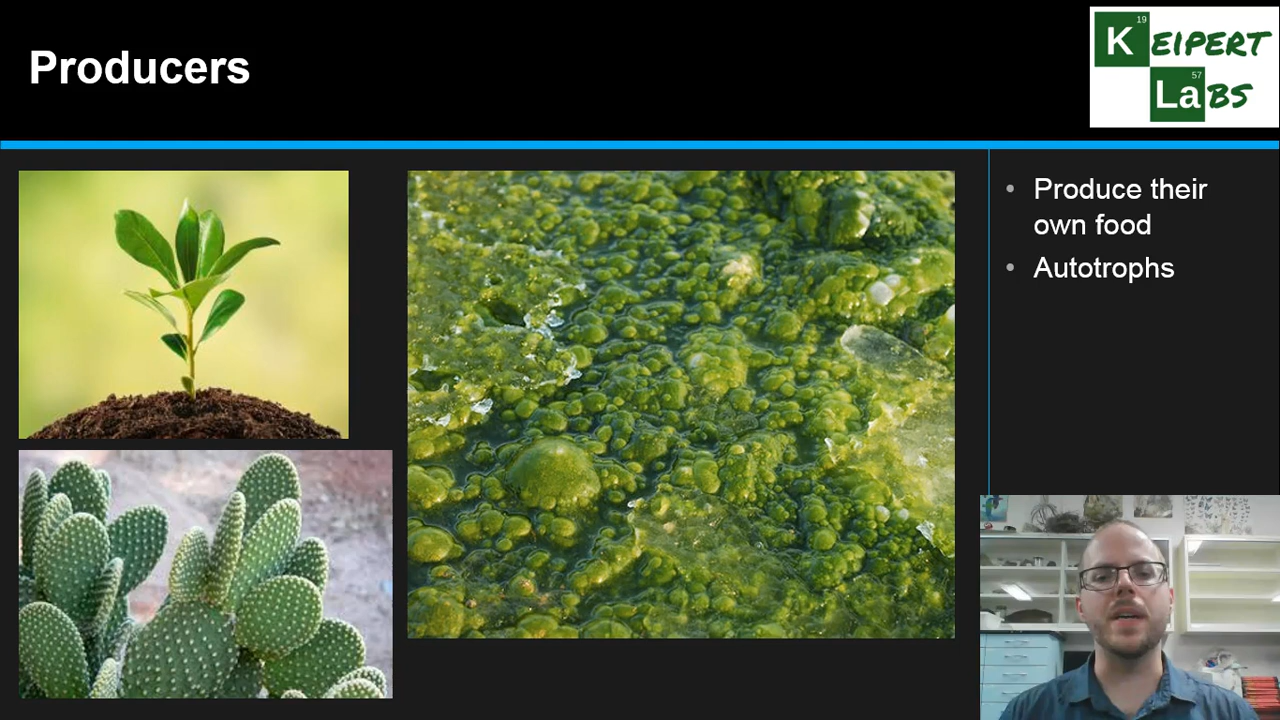 Producers
19
K EIPERT
57
La BS
Produce their
own food
Autotrophs